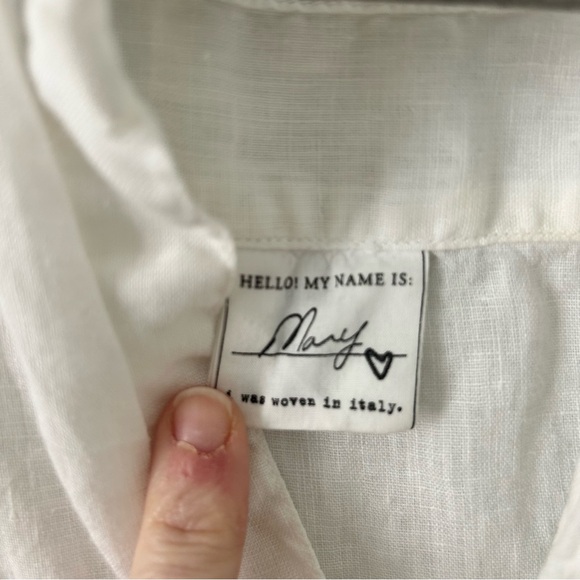 HELLO! MY NAME IS:
Mary
i was woven in italy.